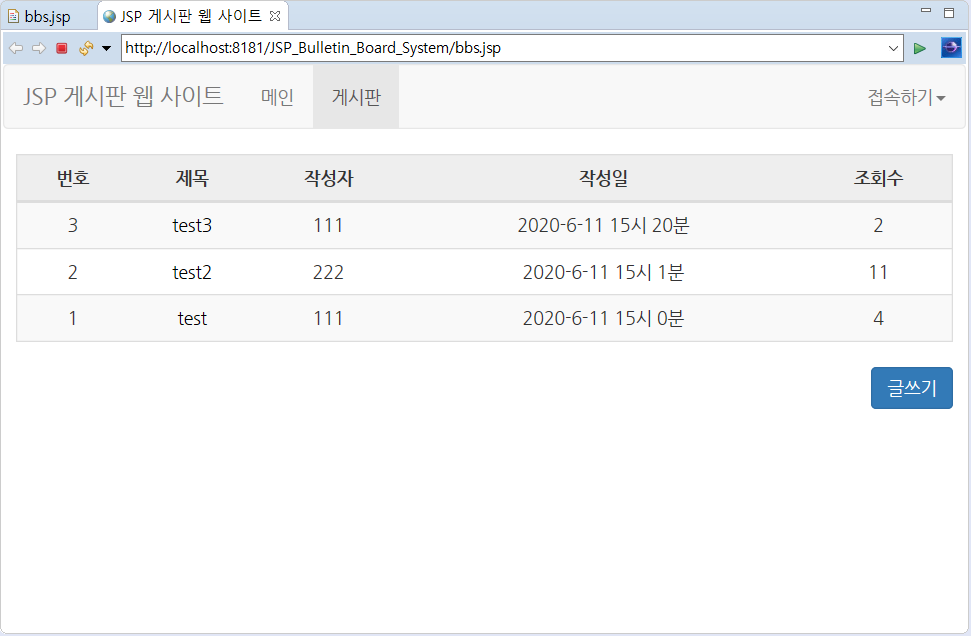 bbs.jsp JSP 게시판 웹 사이트
http://localhost:8181/JSP_Bulletin_Board_System/bbs.jsp
JSP 게시판 웹 사이트 메인 게시판 접속하기
번호 제목 작성자 작성일 조회수
3 test3 111 2020-6-11 15시 20분 2
2 test2 222 2020-6-11 15시 1분 11
1 test 111 2020-6-11 15시 0분 4
글쓰기